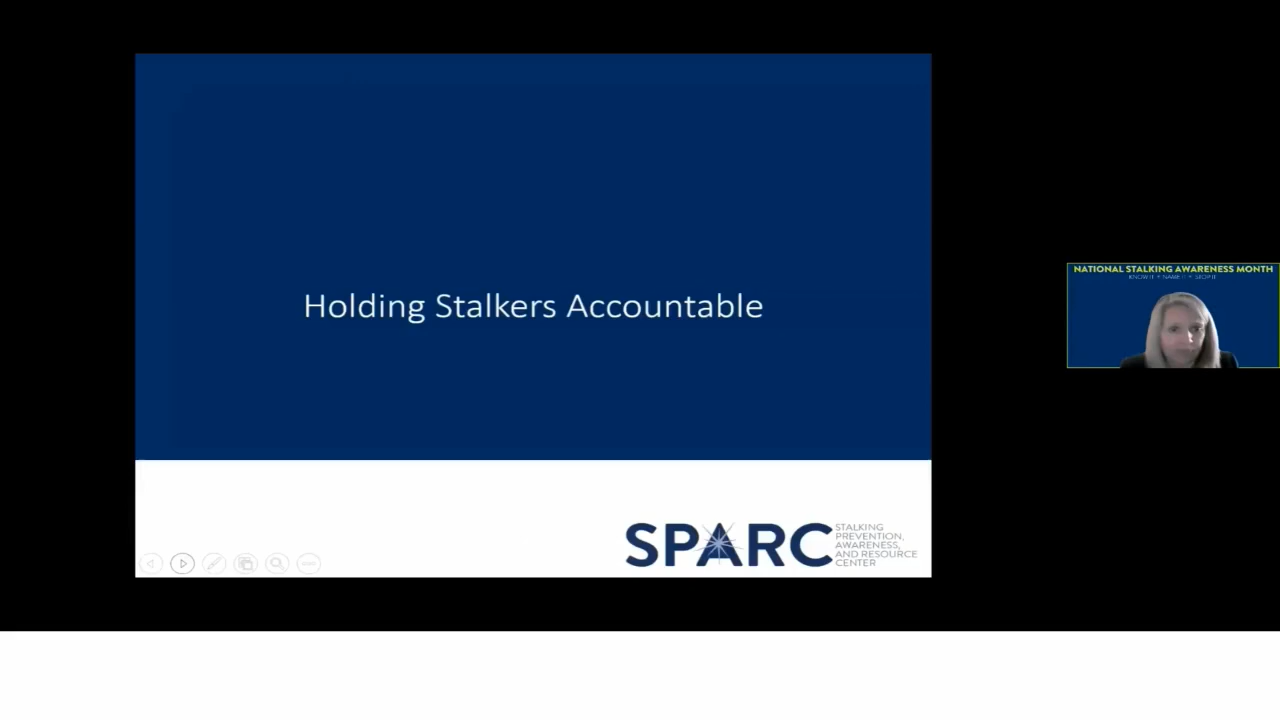 Holding Stalkers Accountable
SPARC
STALKING
PREVENTION,
AWARENESS,
AND RESOURCE
CENTER
NATIONAL STALKING AWARENESS MONTH